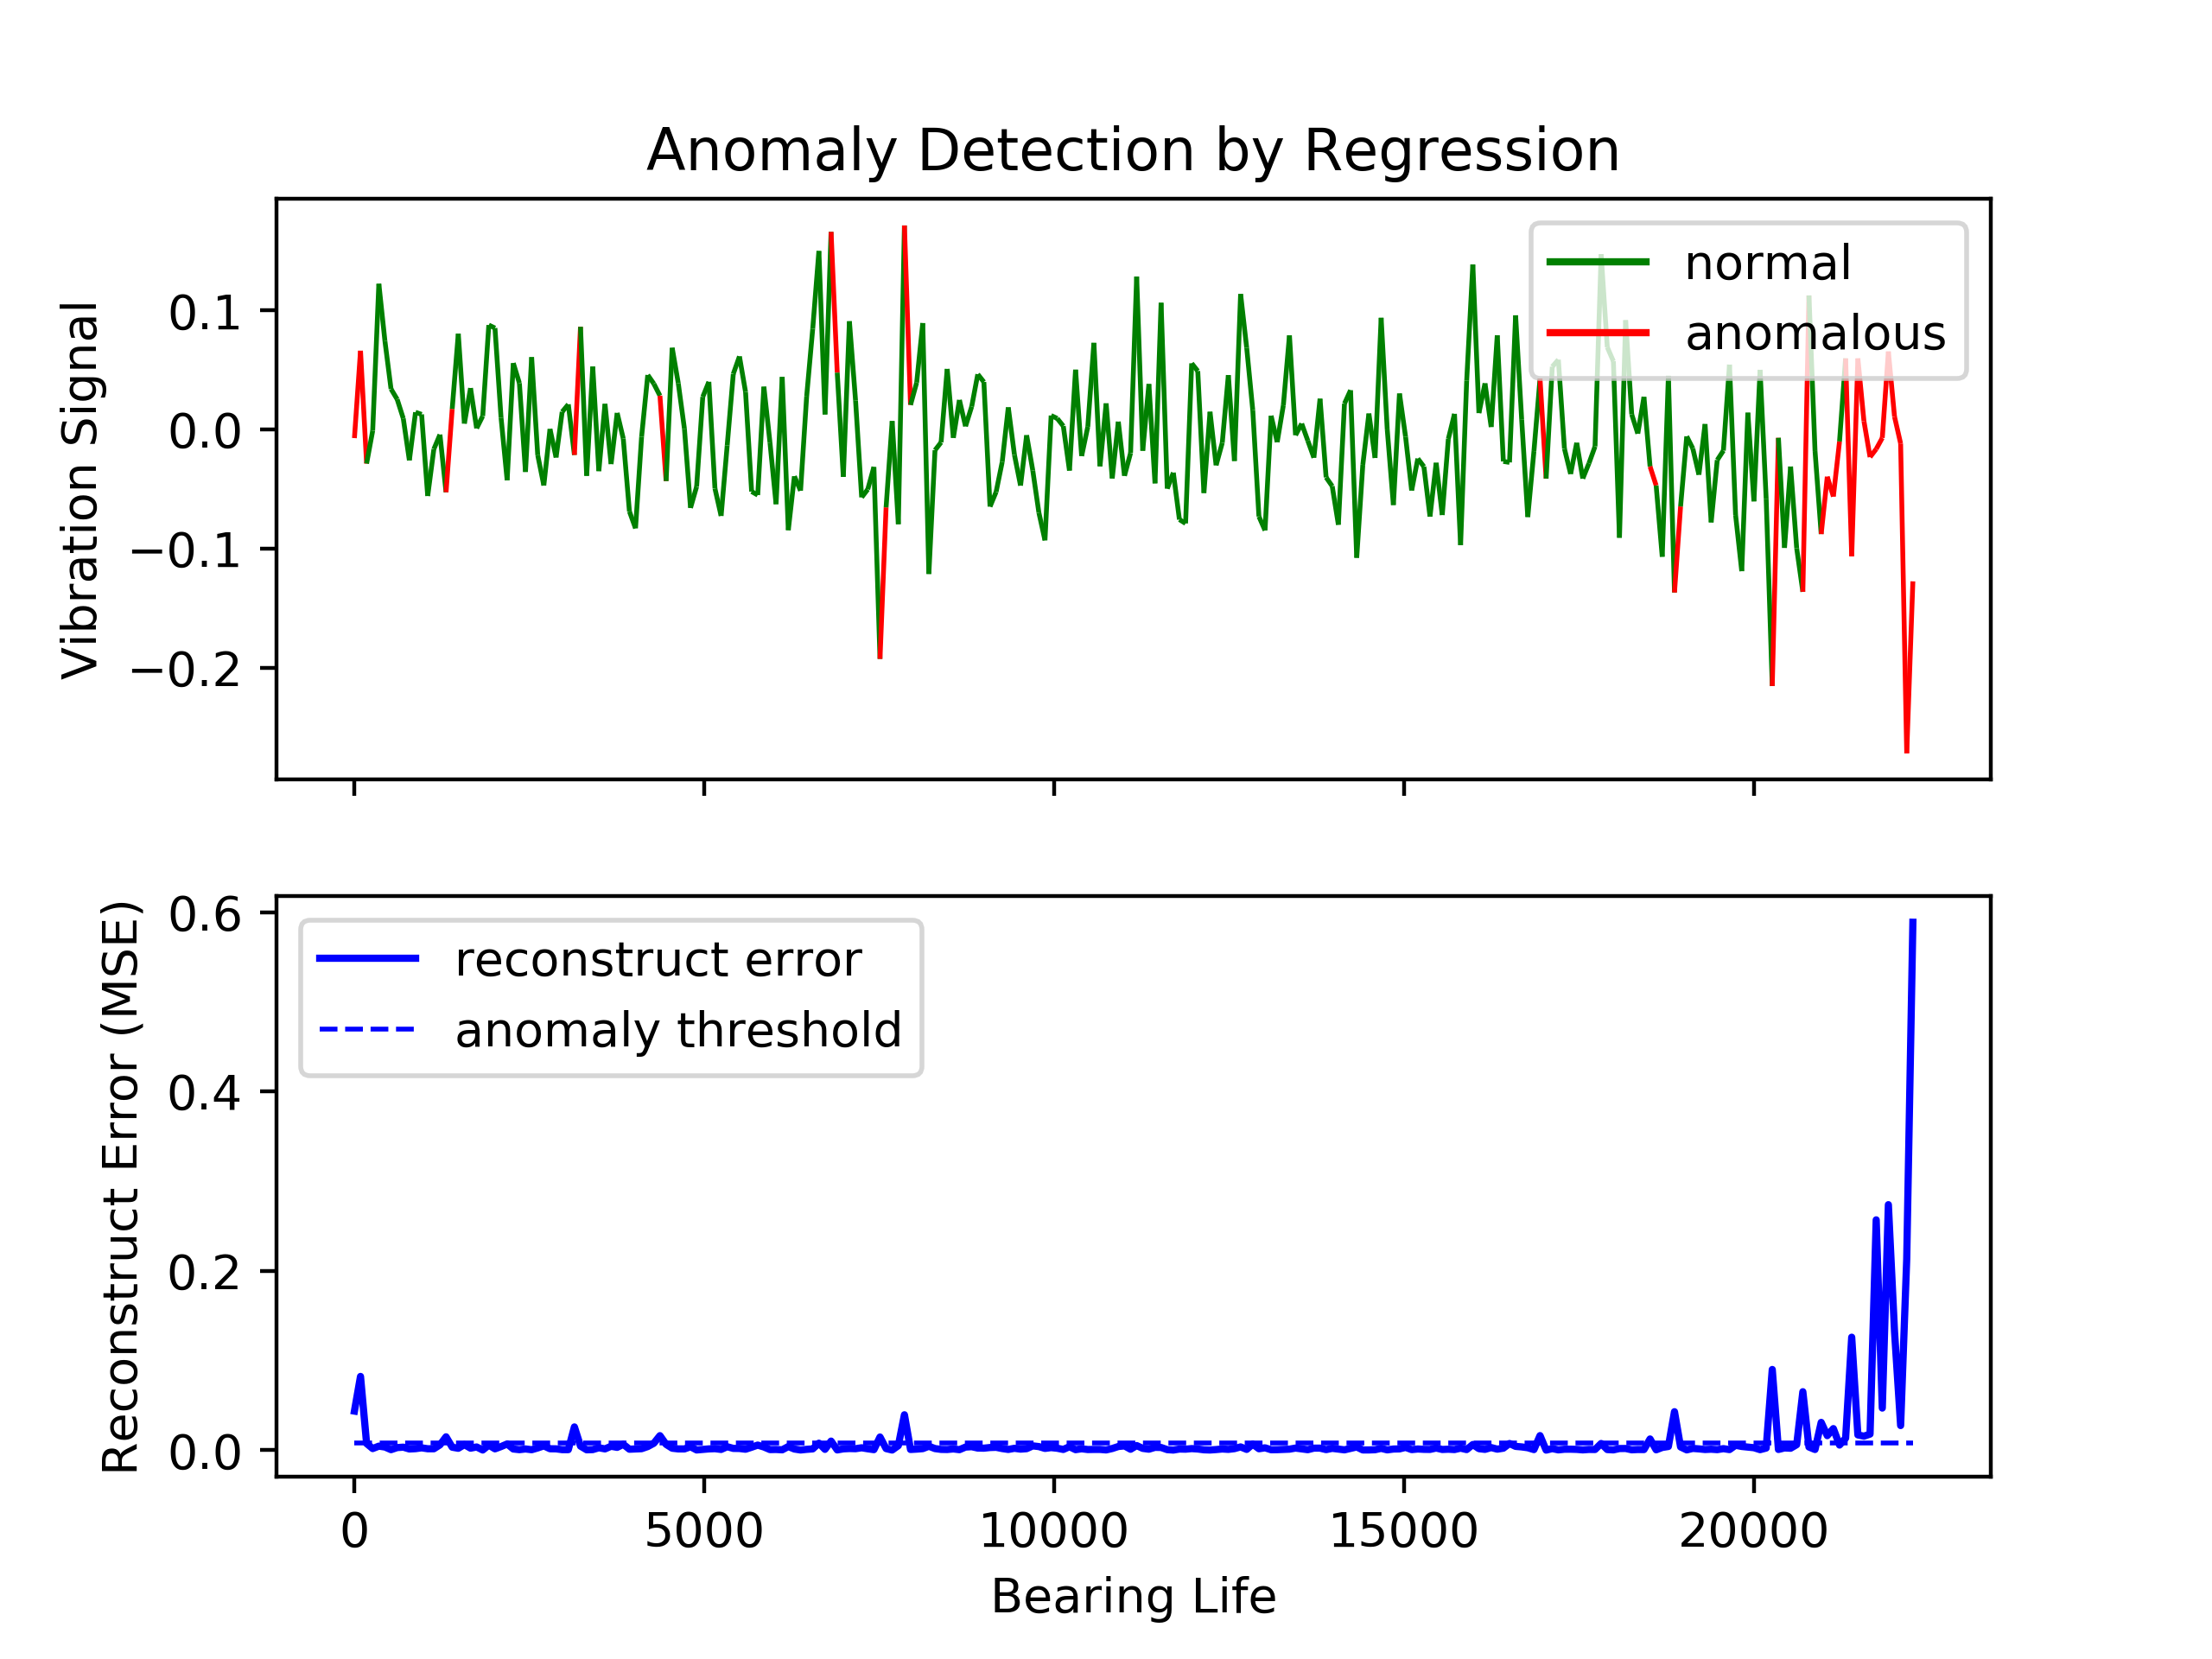 Anomaly Detection by Regression
Vibration Signal
0.1
0.0
−0.1
−0.2
normal
anomalous
Reconstruct Error (MSE)
0.6
0.4
0.2
0.0
reconstruct error
anomaly threshold
0 5000 10000 15000 20000
Bearing Life